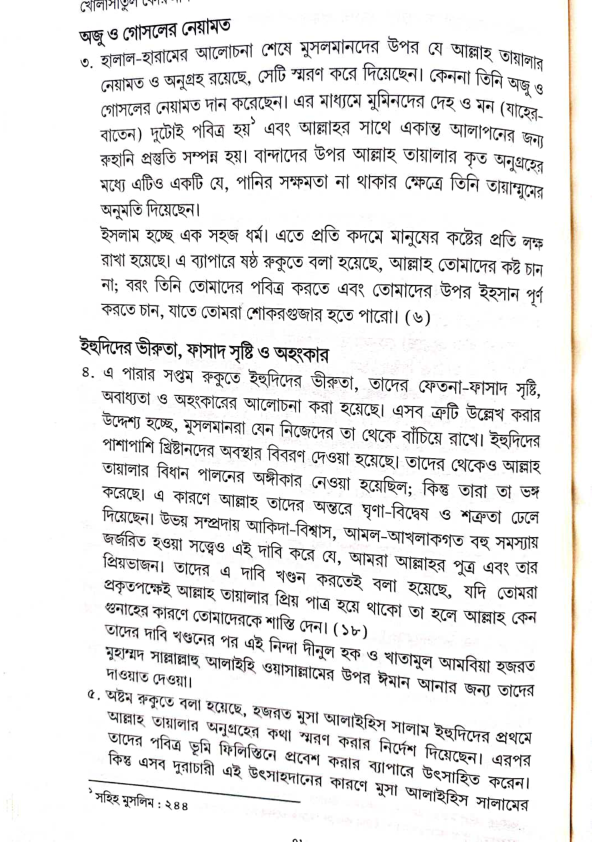 খোলাসাতুল
অজু ও গোসলের নেয়ামত
৩. হালাল-হারামের আলোচনা শেষে মুসলমানদের উপর যে আল্লাহ তায়ালার
নেয়ামত ও অনুগ্রহ রয়েছে, সেটি স্মরণ করে দিয়েছেন। কেননা তিনি অজু ও
গোসলের নেয়ামত দান করেছেন। এর মাধ্যমে মুমিনদের দেহ ও মন (যাহের-
বাতেন) দুটোই পবিত্র হয়১ এবং আল্লাহর সাথে একান্ত আলাপনের জন্য
রুহানি প্রস্তুতি সম্পন্ন হয়। বান্দাদের উপর আল্লাহ তায়ালার কৃত অনুগ্রহের
মধ্যে এটিও একটি যে, পানির সক্ষমতা না থাকার ক্ষেত্রে তিনি তায়াম্মুমের
অনুমতি দিয়েছেন।
ইসলাম হচ্ছে এক সহজ ধর্ম। এতে প্রতি কদমে মানুষের কষ্টের প্রতি লক্ষ
রাখা হয়েছে। এ ব্যাপারে ষষ্ঠ রুকুতে বলা হয়েছে, আল্লাহ তোমাদের কষ্ট চান
না; বরং তিনি তোমাদের পবিত্র করতে এবং তোমাদের উপর ইহসান পূর্ণ
করতে চান, যাতে তোমরা শোকরগুজার হতে পারো। (৬)
ইহুদিদের ভীরুতা, ফাসাদ সৃষ্টি ও অহংকার
৪. এ পারার সপ্তম রুকুতে ইহুদিদের ভীরুতা, তাদের ফেতনা-ফাসাদ সৃষ্টি,
অবাধ্যতা ও অহংকারের আলোচনা করা হয়েছে। এসব ত্রুটি উল্লেখ করার
উদ্দেশ্য হচ্ছে, মুসলমানরা যেন নিজেদের তা থেকে বাঁচিয়ে রাখে। ইহুদিদের
পাশাপাশি খ্রিষ্টানদের অবস্থার বিবরণ দেওয়া হয়েছে। তাদের থেকেও আল্লাহ
তায়ালার বিধান পালনের অঙ্গীকার নেওয়া হয়েছিল; কিন্তু তারা তা ভঙ্গ
করেছে। এ কারণে আল্লাহ তাদের অন্তরে ঘৃণা-বিদ্বেষ ও শত্রুতা ঢেলে
দিয়েছেন। উভয় সম্প্রদায় আকিদা-বিশ্বাস, আমল-আখলাকগত বহু সমস্যায়
জর্জরিত হওয়া সত্ত্বেও এই দাবি করে যে, আমরা আল্লাহর পুত্র এবং তার
প্রিয়ভাজন। তাদের এ দাবি খণ্ডন করতেই বলা হয়েছে, যদি তোমরা
প্রকৃতপক্ষেই আল্লাহ তায়ালার প্রিয় পাত্র হয়ে থাকো তা হলে আল্লাহ কেন
গুনাহের কারণে তোমাদেরকে শাস্তি দেন। (১৮)
তাদের দাবি খণ্ডনের পর এই নিন্দা দীনুল হক ও খাতামুল আমবিয়া হজরত
মুহাম্মদ সাল্লাল্লাহু আলাইহি ওয়াসাল্লামের উপর ঈমান আনার জন্য তাদের
দাওয়াত দেওয়া।
৫. অষ্টম রুকুতে বলা হয়েছে, হজরত মুসা আলাইহিস সালাম ইহুদিদের প্রথমে
আল্লাহ তায়ালার অনুগ্রহের কথা স্মরণ করার নির্দেশ দিয়েছেন। এরপর
তাদের পবিত্র ভূমি ফিলিস্তিনে প্রবেশ করার ব্যাপারে উৎসাহিত করেন।
কিন্তু এসব দুরাচারী এই উৎসাহদানের কারণে মুসা আলাইহিস সালামের
১ সহিহ মুসলিম : ২৪৪